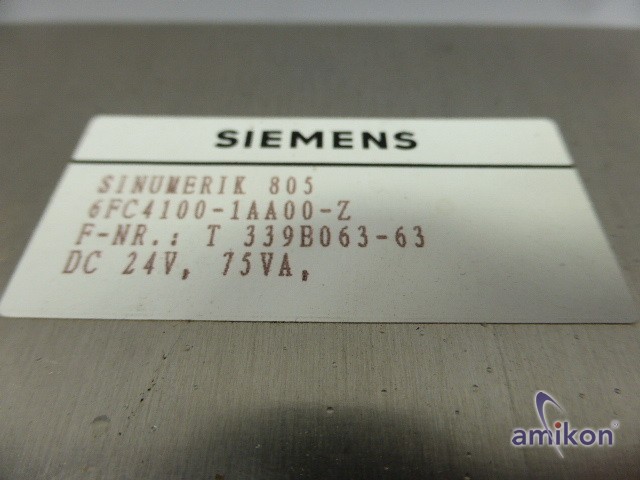 SIEMENS
SINUMERIK 805
6FC4100-1AA00-Z
F-NR.: T 339B063-63
DC 24V, 75VA,
amikon